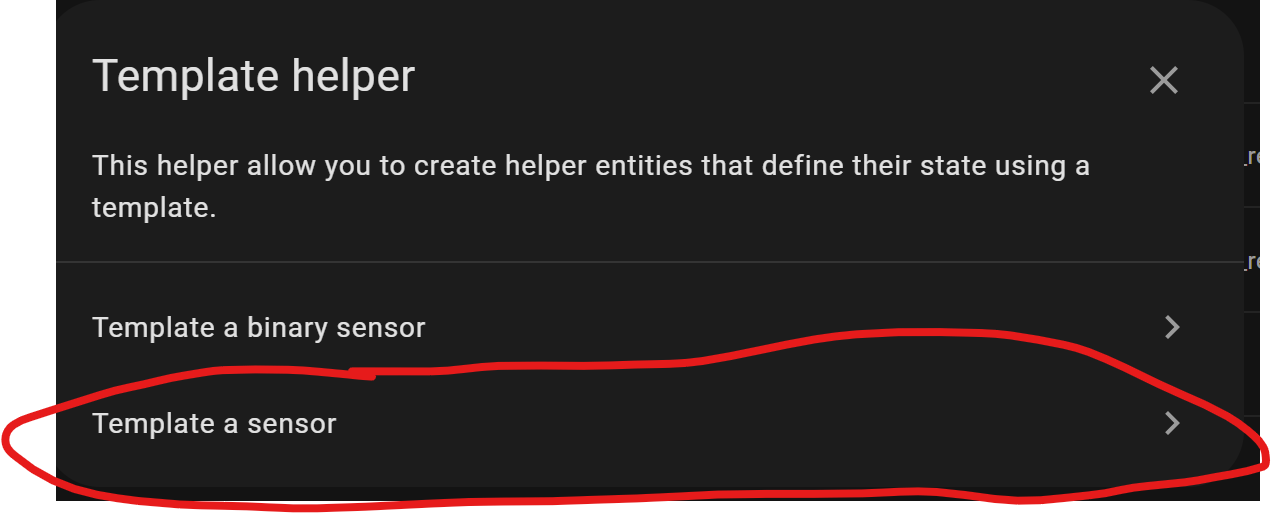 Template helper
This helper allow you to create helper entities that define their state using a
template.
Template a binary sensor
Template a sensor